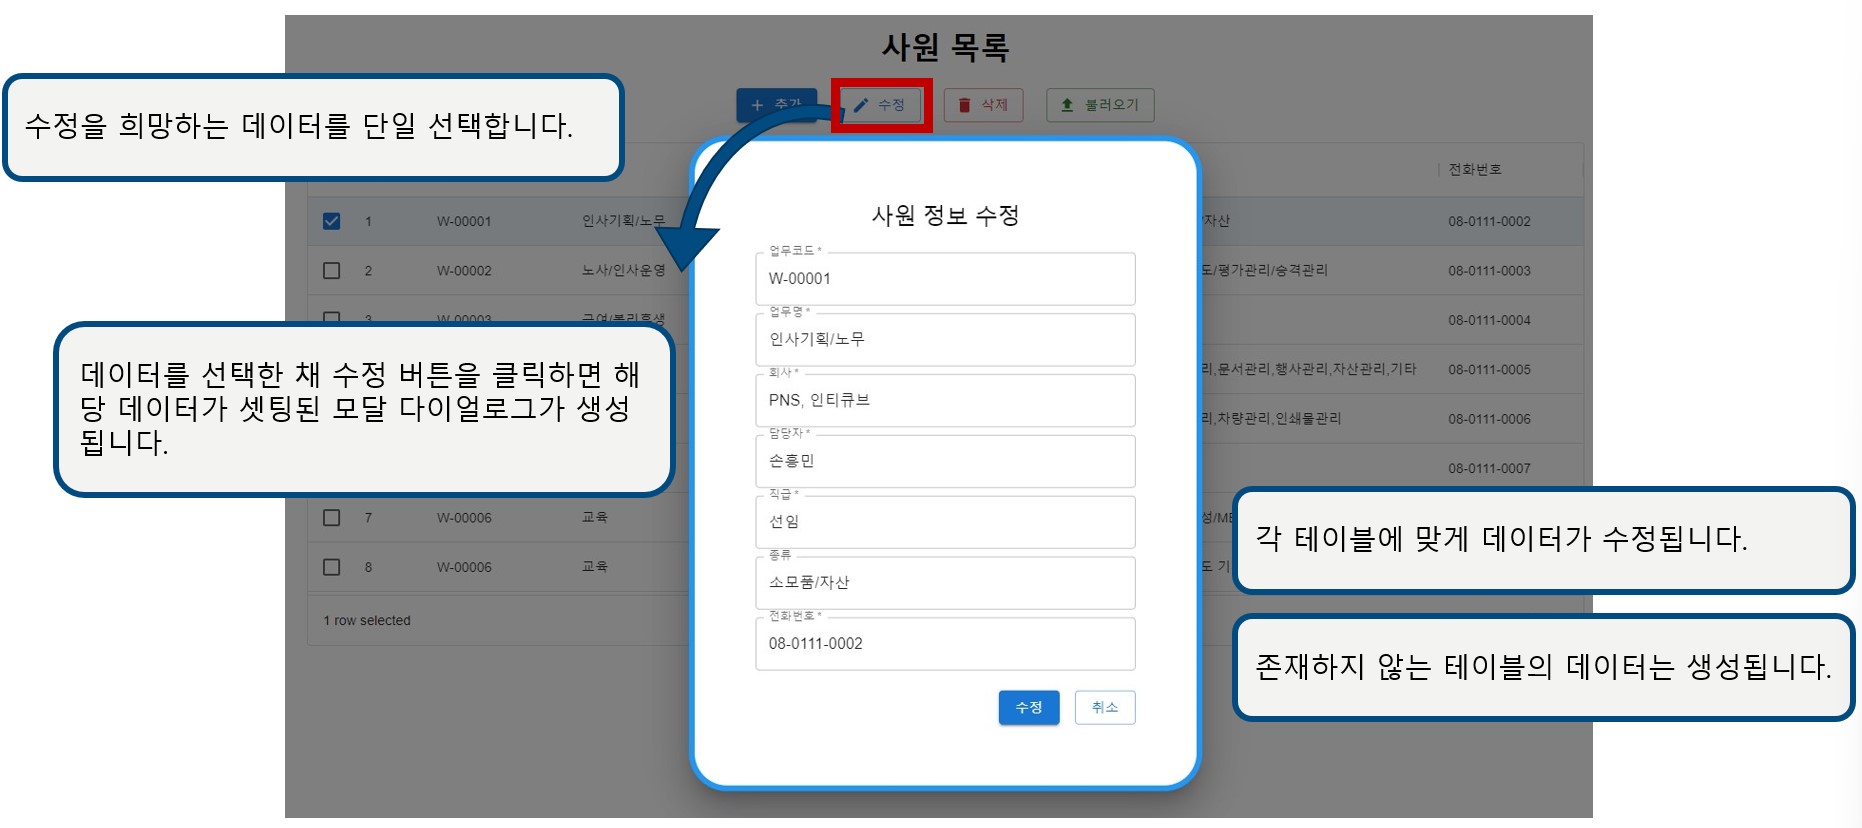 사원 목록
수정을 희망하는 데이터를 단일 선택합니다.
추가
수정
삭제
불러오기
전화번호
1 W-00001 인사기획/노무 /자산 08-0111-0002
2 W-00002 노사/인사운영 도/평가관리/승격관리 08-0111-0003
3 W-00003 급여/복리후생 08-0111-0004
리,문서관리,행사관리,자산관리,기타 08-0111-0005
리,차량관리,인쇄물관리 08-0111-0006
08-0111-0007
7 W-00006 교육
8 W-00006 교육
1 row selected
데이터를 선택한 채 수정 버튼을 클릭하면 해
당 데이터가 셋팅된 모달 다이얼로그가 생성
됩니다.
사원 정보 수정
업무코드 *
W-00001
업무명 *
인사기획/노무
회사 *
PNS, 인티큐브
담당자 *
손흥민
직급 *
선임
종류
소모품/자산
전화번호 *
08-0111-0002
수정
취소
각 테이블에 맞게 데이터가 수정됩니다.
존재하지 않는 테이블의 데이터는 생성됩니다.